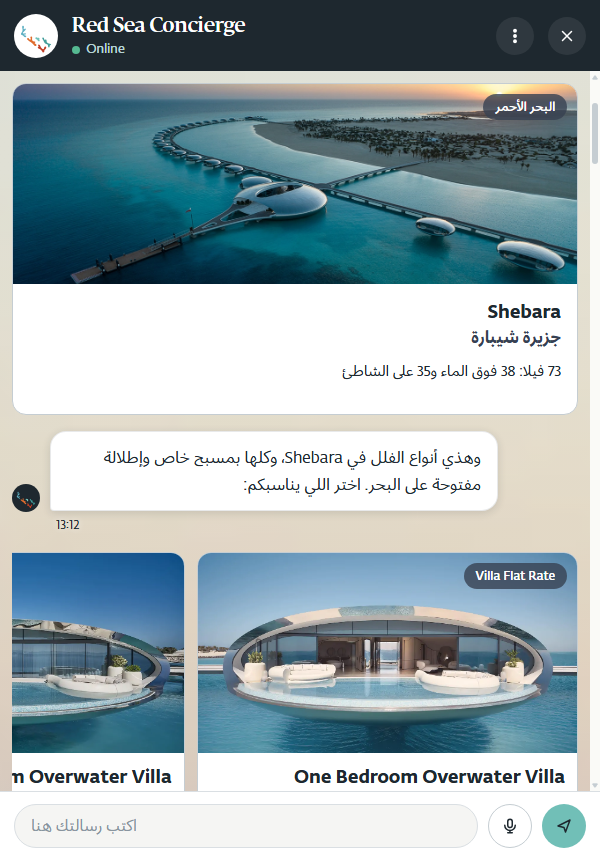 Red Sea Concierge
Online
البحر الأحمر
Shebara
جزيرة شيبارة
73 فيلا: 38 فوق الماء و35 على الشاطئ
وهذي أنواع الفلل في Shebara، وكلها بمسبح خاص وإطلالة
مفتوحة على البحر. اختر اللي يناسبكم:
13:12
Villa Flat Rate
One Bedroom Overwater Villa
m Overwater Villa
اكتب رسالتك هنا